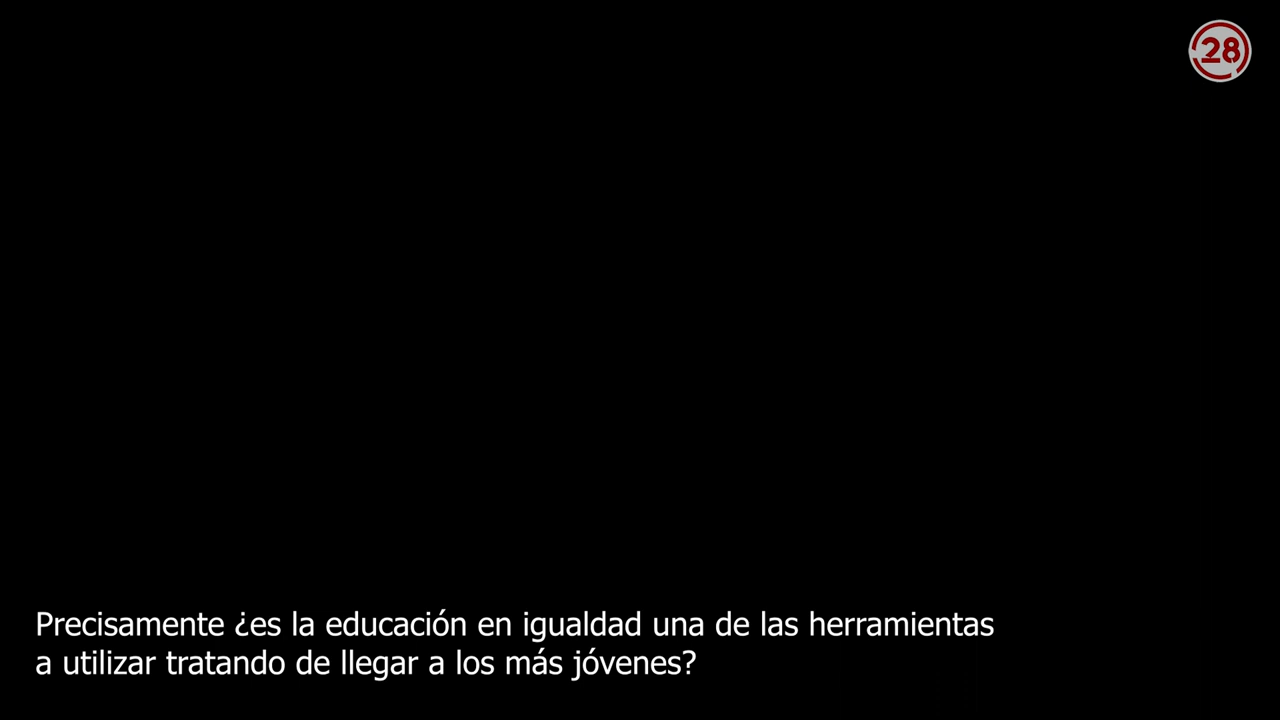 28
Precisamente ¿es la educación en igualdad una de las herramientas
a utilizar tratando de llegar a los más jóvenes?